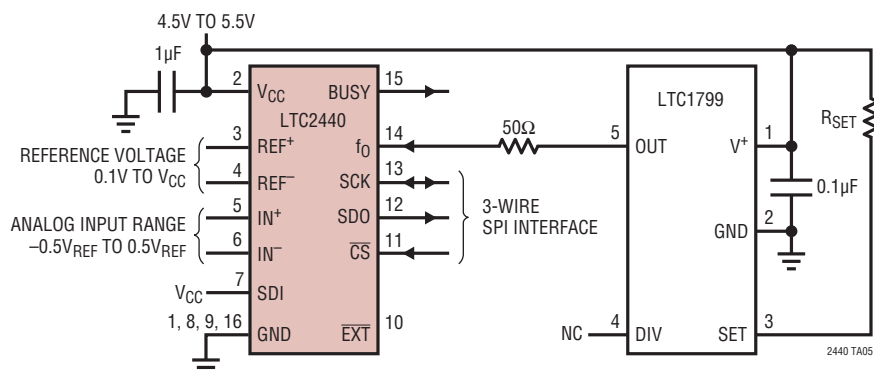 4.5V TO 5.5V
1µF
2
VCC
BUSY
15
LTC2440
3
REF+
REFERENCE VOLTAGE
0.1V TO VCC
4
REF–
fO
14
50Ω
5
OUT
LTC1799
V+
1
RSET
0.1µF
ANALOG INPUT RANGE
–0.5VREF TO 0.5VREF
5
IN+
6
IN–
SCK
13
SDO
12
CS
11
3-WIRE
SPI INTERFACE
GND
2
VCC
7
SDI
1, 8, 9, 16
GND
EXT
10
NC
4
DIV
SET
3
2440 TA05